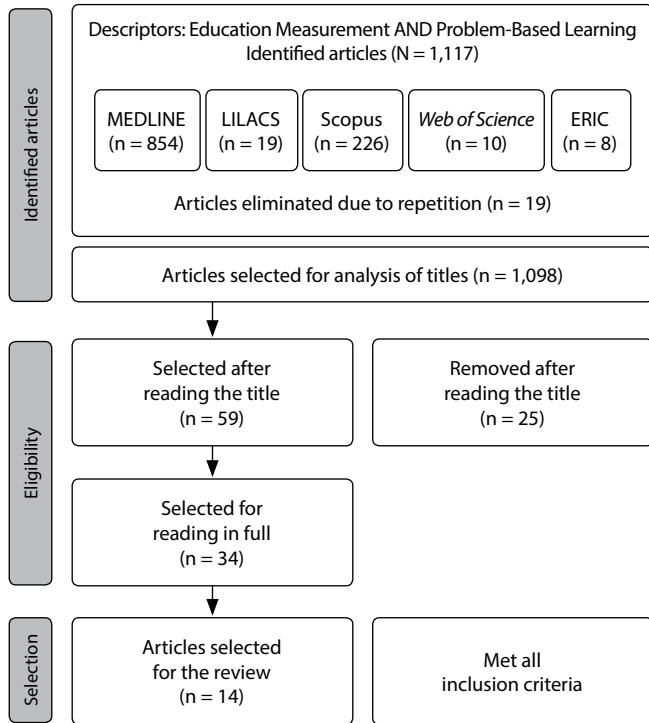 Identified articles
Descriptors: Education Measurement AND Problem-Based Learning
Identified articles (N = 1,117)
MEDLINE
(n = 854)
LILACS
(n = 19)
Scopus
(n = 226)
Web of Science
(n = 10)
ERIC
(n = 8)
Articles eliminated due to repetition (n = 19)
Articles selected for analysis of titles (n = 1,098)
Eligibility
Selected after
reading the title
(n = 59)
Removed after
reading the title
(n = 25)
Selected for
reading in full
(n = 34)
Selection
Articles selected
for the review
(n = 14)
Met all
inclusion criteria